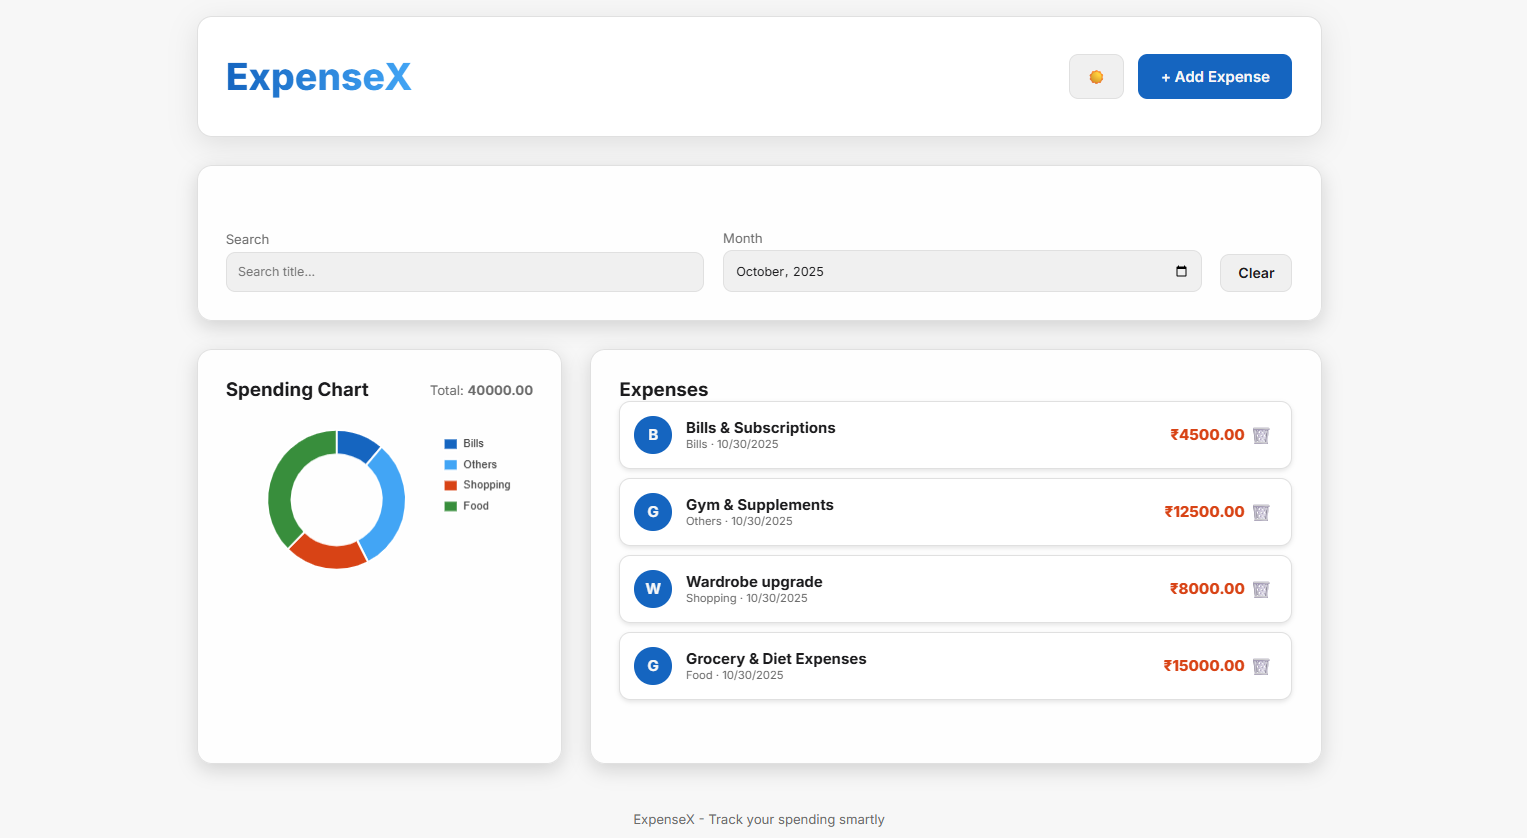 ExpenseX
+ Add Expense
Search
Search title...
Month
October, 2025
Clear
Spending Chart
Total: 40000.00
Bills
Others
Shopping
Food
Expenses
B
Bills & Subscriptions
Bills · 10/30/2025
₹4500.00
G
Gym & Supplements
Others · 10/30/2025
₹12500.00
W
Wardrobe upgrade
Shopping · 10/30/2025
₹8000.00
G
Grocery & Diet Expenses
Food · 10/30/2025
₹15000.00
ExpenseX - Track your spending smartly